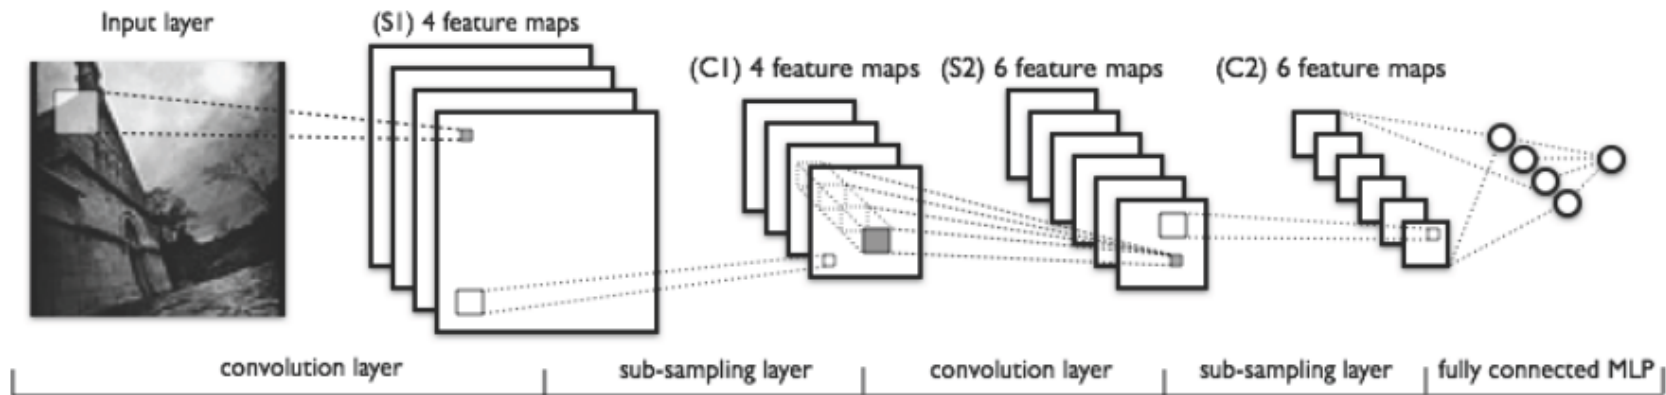 Input layer
(S1) 4 feature maps
(C1) 4 feature maps
(S2) 6 feature maps
(C2) 6 feature maps
convolution layer
sub-sampling layer
convolution layer
sub-sampling layer
fully connected MLP